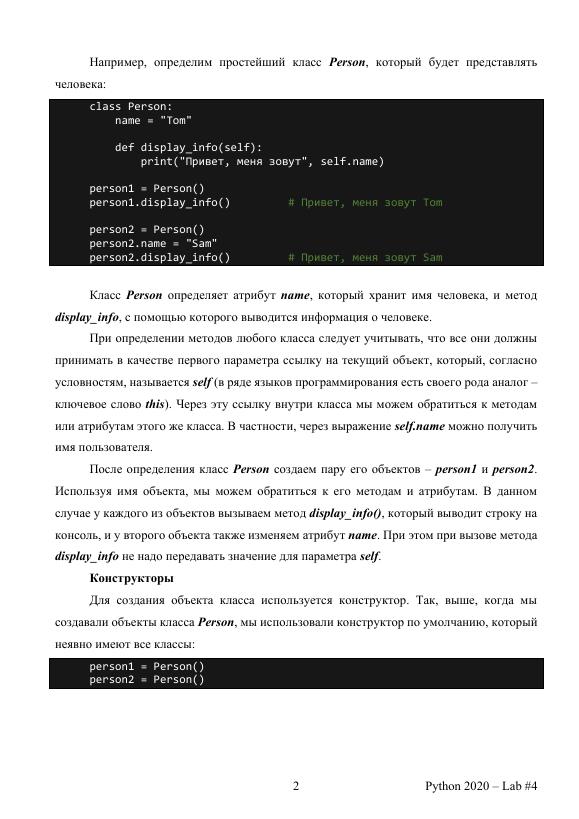 Например, определим простейший класс Person, который будет представлять
человека:
class Person:
    name = "Tom"

    def display_info(self):
        print("Привет, меня зовут", self.name)

person1 = Person()
person1.display_info()         # Привет, меня зовут Tom

person2 = Person()
person2.name = "Sam"
person2.display_info()         # Привет, меня зовут Sam

Класс Person определяет атрибут name, который хранит имя человека, и метод
display_info, с помощью которого выводится информация о человеке.
При определении методов любого класса следует учитывать, что все они должны
принимать в качестве первого параметра ссылку на текущий объект, который, согласно
условностям, называется self (в ряде языков программирования есть своего рода аналог –
ключевое слово this). Через эту ссылку внутри класса мы можем обратиться к методам
или атрибутам этого же класса. В частности, через выражение self.name можно получить
имя пользователя.
После определения класс Person создаем пару его объектов – person1 и person2.
Используя имя объекта, мы можем обратиться к его методам и атрибутам. В данном
случае у каждого из объектов вызываем метод display_info(), который выводит строку на
консоль, и у второго объекта также изменяем атрибут name. При этом при вызове метода
display_info не надо передавать значение для параметра self.
Конструкторы
Для создания объекта класса используется конструктор. Так, выше, когда мы
создавали объекты класса Person, мы использовали конструктор по умолчанию, который
неявно имеют все классы:
person1 = Person()
person2 = Person()
2 Python 2020 – Lab #4